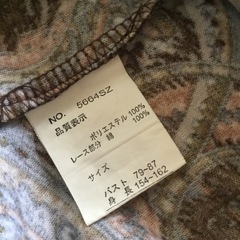 NO. 5664SZ
品質表示
ポリエステル 100%
レース部分 綿 100%
サイズ
バスト 79-87
身長 154-162